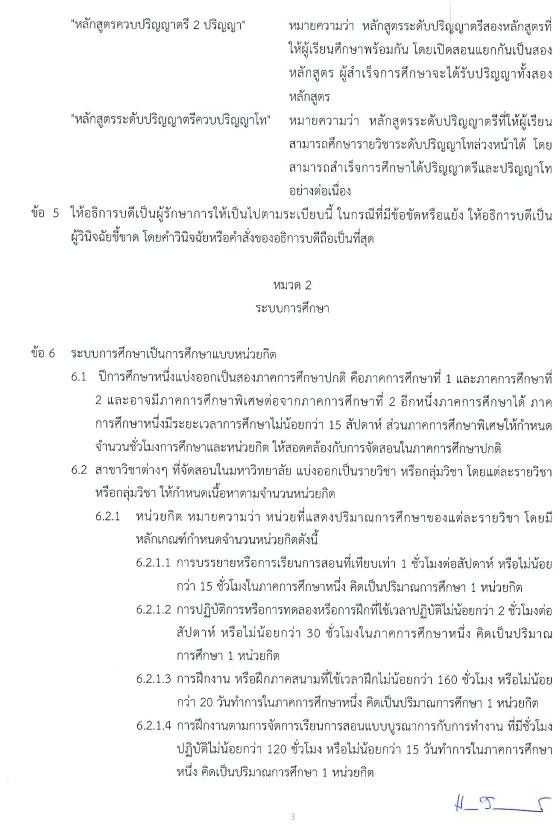 "หลักสูตรควบปริญญาตรี 2 ปริญญา" หมายความว่า หลักสูตรระดับปริญญาตรีสองหลักสูตรที่
ให้ผู้เรียนศึกษาพร้อมกัน โดยเปิดสอนแยกกันเป็นสอง
หลักสูตร ผู้สำเร็จการศึกษาจะได้รับปริญญาทั้งสอง
หลักสูตร
"หลักสูตรระดับปริญญาตรีควบปริญญาโท" หมายความว่า หลักสูตรระดับปริญญาตรีที่ให้ผู้เรียน
สามารถศึกษารายวิชาระดับปริญญาโทล่วงหน้าได้ โดย
สามารถสำเร็จการศึกษาได้ปริญญาตรีและปริญญาโท
อย่างต่อเนื่อง
ข้อ 5 ให้อธิการบดีเป็นผู้รักษาการให้เป็นไปตามระเบียบนี้ ในกรณีที่มีข้อขัดหรือแย้ง ให้อธิการบดีเป็น
ผู้วินิจฉัยชี้ขาด โดยคำวินิจฉัยหรือคำสั่งของอธิการบดีถือเป็นที่สุด
หมวด 2
ระบบการศึกษา
ข้อ 6 ระบบการศึกษาเป็นการศึกษาแบบหน่วยกิต
6.1 ปีการศึกษาหนึ่งแบ่งออกเป็นสองภาคการศึกษาปกติ คือภาคการศึกษาที่ 1 และภาคการศึกษาที่
2 และอาจมีภาคการศึกษาพิเศษต่อจากภาคการศึกษาที่ 2 อีกหนึ่งภาคการศึกษาได้ ภาค
การศึกษาหนึ่งมีระยะเวลาการศึกษาไม่น้อยกว่า 15 สัปดาห์ ส่วนภาคการศึกษาพิเศษให้กำหนด
จำนวนชั่วโมงการศึกษาและหน่วยกิต ให้สอดคล้องกับการจัดสอนในภาคการศึกษาปกติ
6.2 สาขาวิชาต่างๆ ที่จัดสอนในมหาวิทยาลัย แบ่งออกเป็นรายวิชา หรือกลุ่มวิชา โดยแต่ละรายวิชา
หรือกลุ่มวิชา ให้กำหนดเนื้อหาตามจำนวนหน่วยกิต
6.2.1 หน่วยกิต หมายความว่า หน่วยที่แสดงปริมาณการศึกษาของแต่ละรายวิชา โดยมี
หลักเกณฑ์กำหนดจำนวนหน่วยกิตดังนี้
6.2.1.1 การบรรยายหรือการเรียนการสอนที่เทียบเท่า 1 ชั่วโมงต่อสัปดาห์ หรือไม่น้อย
กว่า 15 ชั่วโมงในภาคการศึกษาหนึ่ง คิดเป็นปริมาณการศึกษา 1 หน่วยกิต
6.2.1.2 การปฏิบัติการหรือการทดลองหรือการฝึกที่ใช้เวลาปฏิบัติไม่น้อยกว่า 2 ชั่วโมงต่อ
สัปดาห์ หรือไม่น้อยกว่า 30 ชั่วโมงในภาคการศึกษาหนึ่ง คิดเป็นปริมาณ
การศึกษา 1 หน่วยกิต
6.2.1.3 การฝึกงาน หรือฝึกภาคสนามที่ใช้เวลาฝึกไม่น้อยกว่า 160 ชั่วโมง หรือไม่น้อย
กว่า 20 วันทำการในภาคการศึกษาหนึ่ง คิดเป็นปริมาณการศึกษา 1 หน่วยกิต
6.2.1.4 การฝึกงานตามการจัดการเรียนการสอนแบบบูรณาการกับการทำงาน ที่มีชั่วโมง
ปฏิบัติไม่น้อยกว่า 120 ชั่วโมง หรือไม่น้อยกว่า 15 วันทำการในภาคการศึกษา
หนึ่ง คิดเป็นปริมาณการศึกษา 1 หน่วยกิต
3